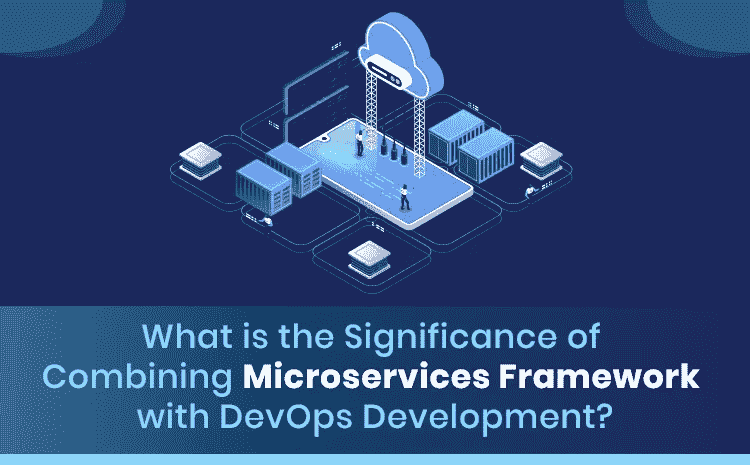 What is the Significance of
Combining Microservices Framework
with DevOps Development?